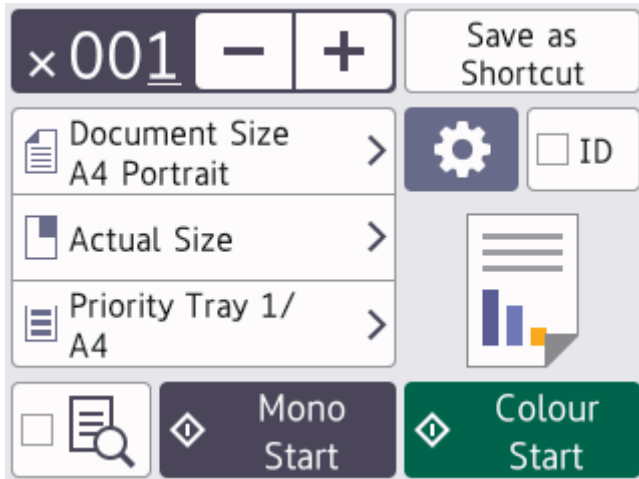 ×001
Save as
Shortcut
Document Size
A4 Portrait
ID
Actual Size
Priority Tray 1/
A4
Mono
Start
Colour
Start